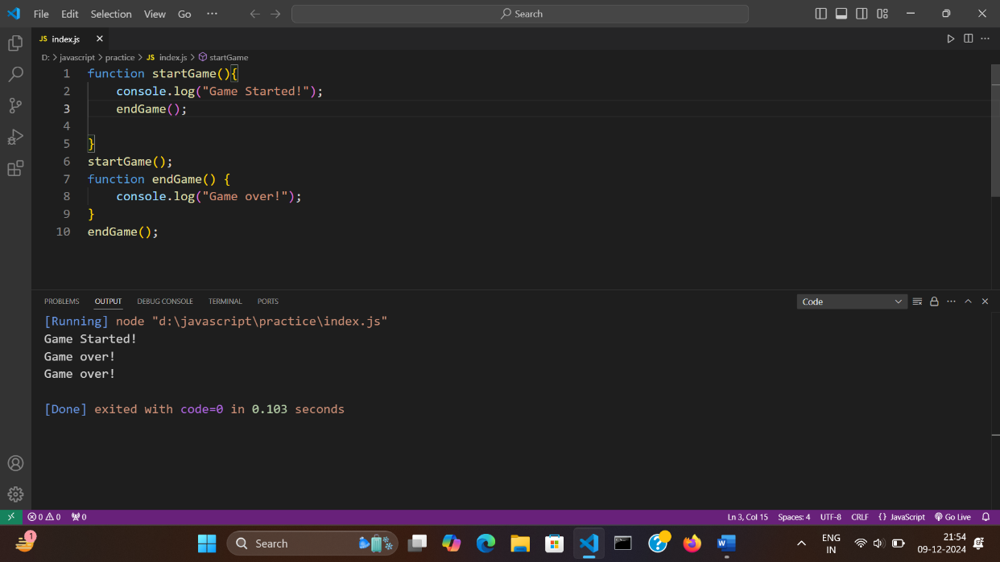 File Edit Selection View Go ··· Search
JS index.js
D: > javascript > practice > JS index.js > startGame
1 function startGame(){
2     console.log("Game Started!");
3     endGame();
4
5 }
6 startGame();
7 function endGame() {
8     console.log("Game over!");
9 }
10 endGame();
PROBLEMS OUTPUT DEBUG CONSOLE TERMINAL PORTS Code
[Running] node "d:\javascript\practice\index.js"
Game Started!
Game over!
Game over!
[Done] exited with code=0 in 0.103 seconds
0 0 0 Ln 3, Col 15 Spaces: 4 UTF-8 CRLF {} JavaScript Go Live
1 Search ENG 21:54
IN 09-12-2024